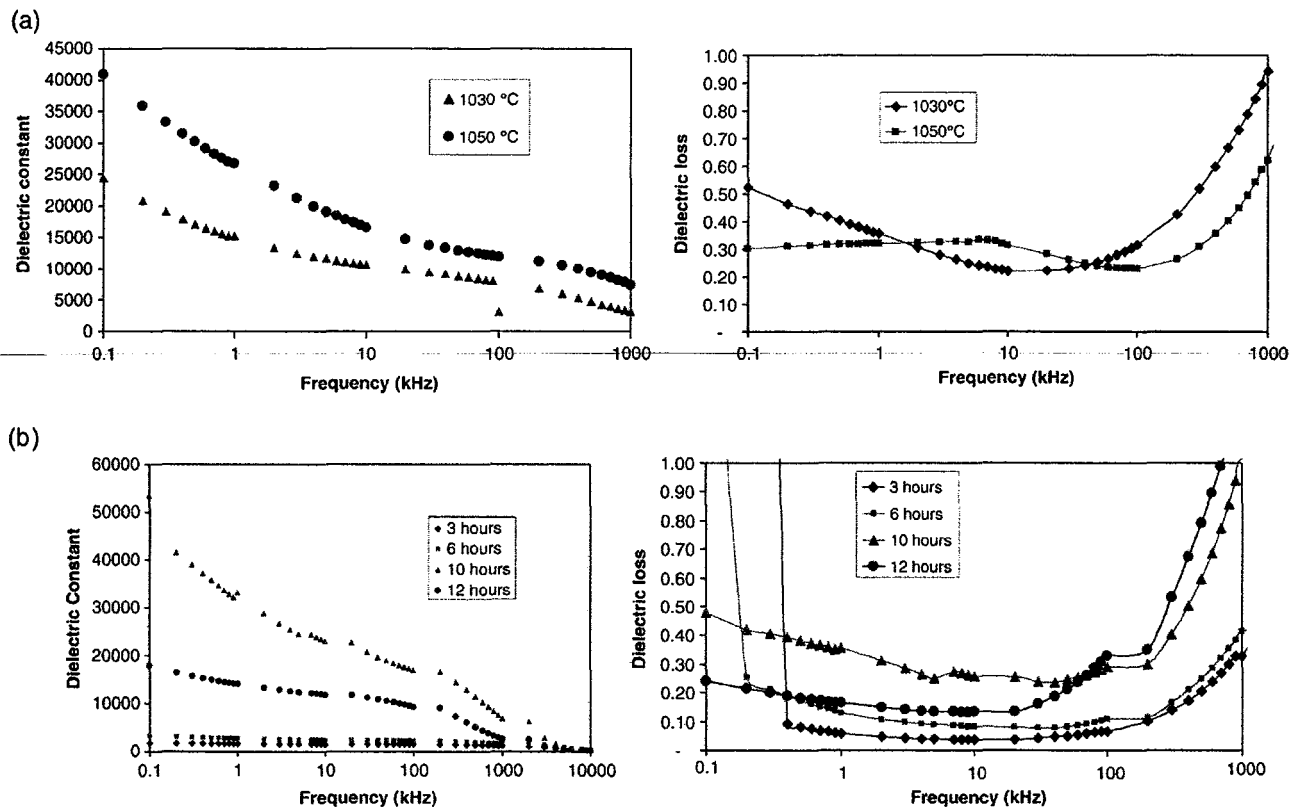 (a)
45000
40000
35000
30000
25000
20000
15000
10000
5000
0
Dielectric constant
1030 °C
1050 °C
0.1 1 10 100 1000
Frequency (kHz)
1.00
0.90
0.80
0.70
0.60
0.50
0.40
0.30
0.20
0.10
-
Dielectric loss
1030°C
1050°C
0.1 1 10 100 1000
Frequency (kHz)
(b)
60000
50000
40000
30000
20000
10000
0
Dielectric Constant
3 hours
6 hours
10 hours
12 hours
0.1 1 10 100 1000 10000
Frequency (kHz)
1.00
0.90
0.80
0.70
0.60
0.50
0.40
0.30
0.20
0.10
-
Dielectric loss
3 hours
6 hours
10 hours
12 hours
0.1 1 10 100 1000
Frequency (kHz)